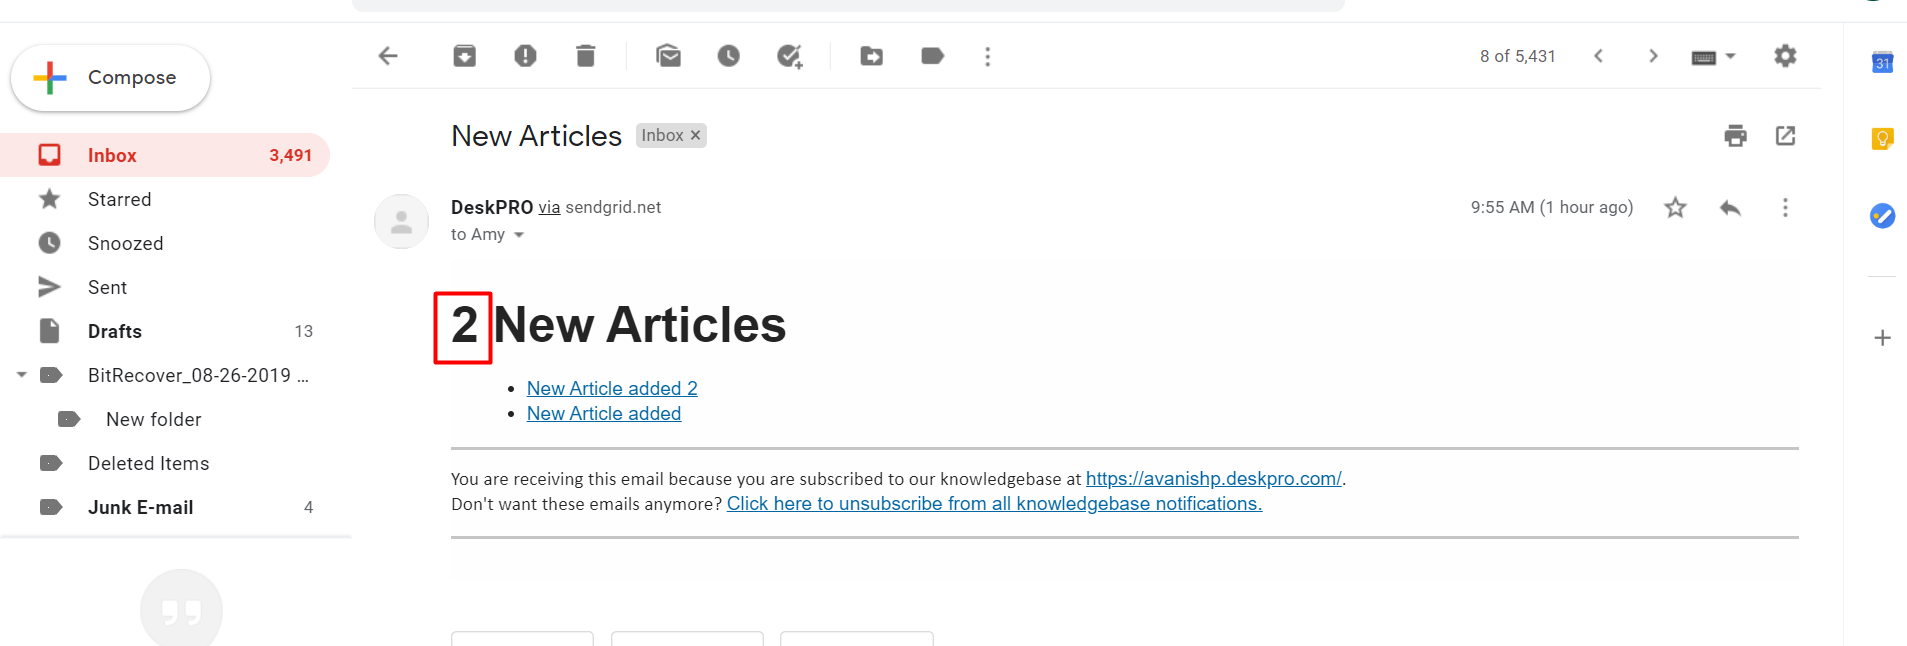 Compose
Inbox 3,491
Starred
Snoozed
Sent
Drafts 13
BitRecover_08-26-2019 ...
New folder
Deleted Items
Junk E-mail 4
8 of 5,431
31
New Articles Inbox ×
DeskPRO via sendgrid.net 9:55 AM (1 hour ago)
to Amy
2 New Articles
• New Article added 2
• New Article added
You are receiving this email because you are subscribed to our knowledgebase at https://avanishp.deskpro.com/.
Don't want these emails anymore? Click here to unsubscribe from all knowledgebase notifications.